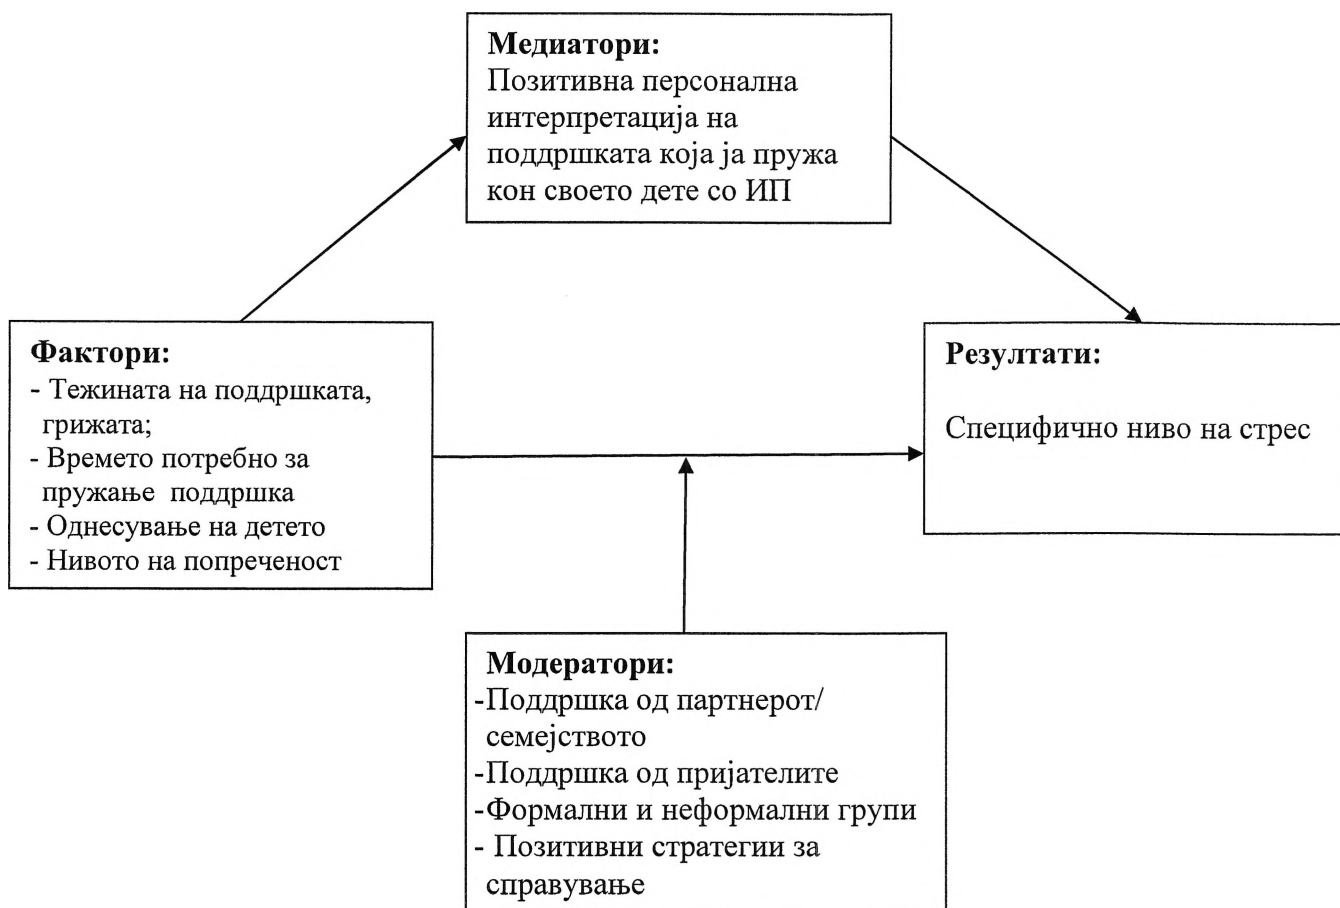 Медиатори:
Позитивна персонална
интерпретација на
поддршката која ја пружа
кон своето дете со ИП
Фактори:
- Тежината на поддршката,
грижата;
- Времето потребно за
пружање поддршка
- Однесување на детето
- Нивото на попреченост
Резултати:
Специфично ниво на стрес
Модератори:
-Поддршка од партнерот/
семејството
-Поддршка од пријателите
-Формални и неформални групи
- Позитивни стратегии за
справување